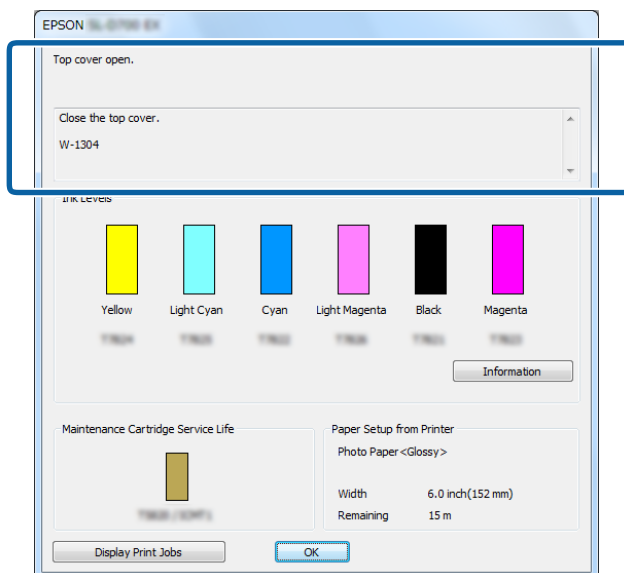 EPSON
Top cover open.
Close the top cover.
W-1304
Ink Levels
Yellow Light Cyan Cyan Light Magenta Black Magenta
Information
Maintenance Cartridge Service Life
Paper Setup from Printer
Photo Paper<Glossy>
Width 6.0 inch(152 mm)
Remaining 15 m
Display Print Jobs OK